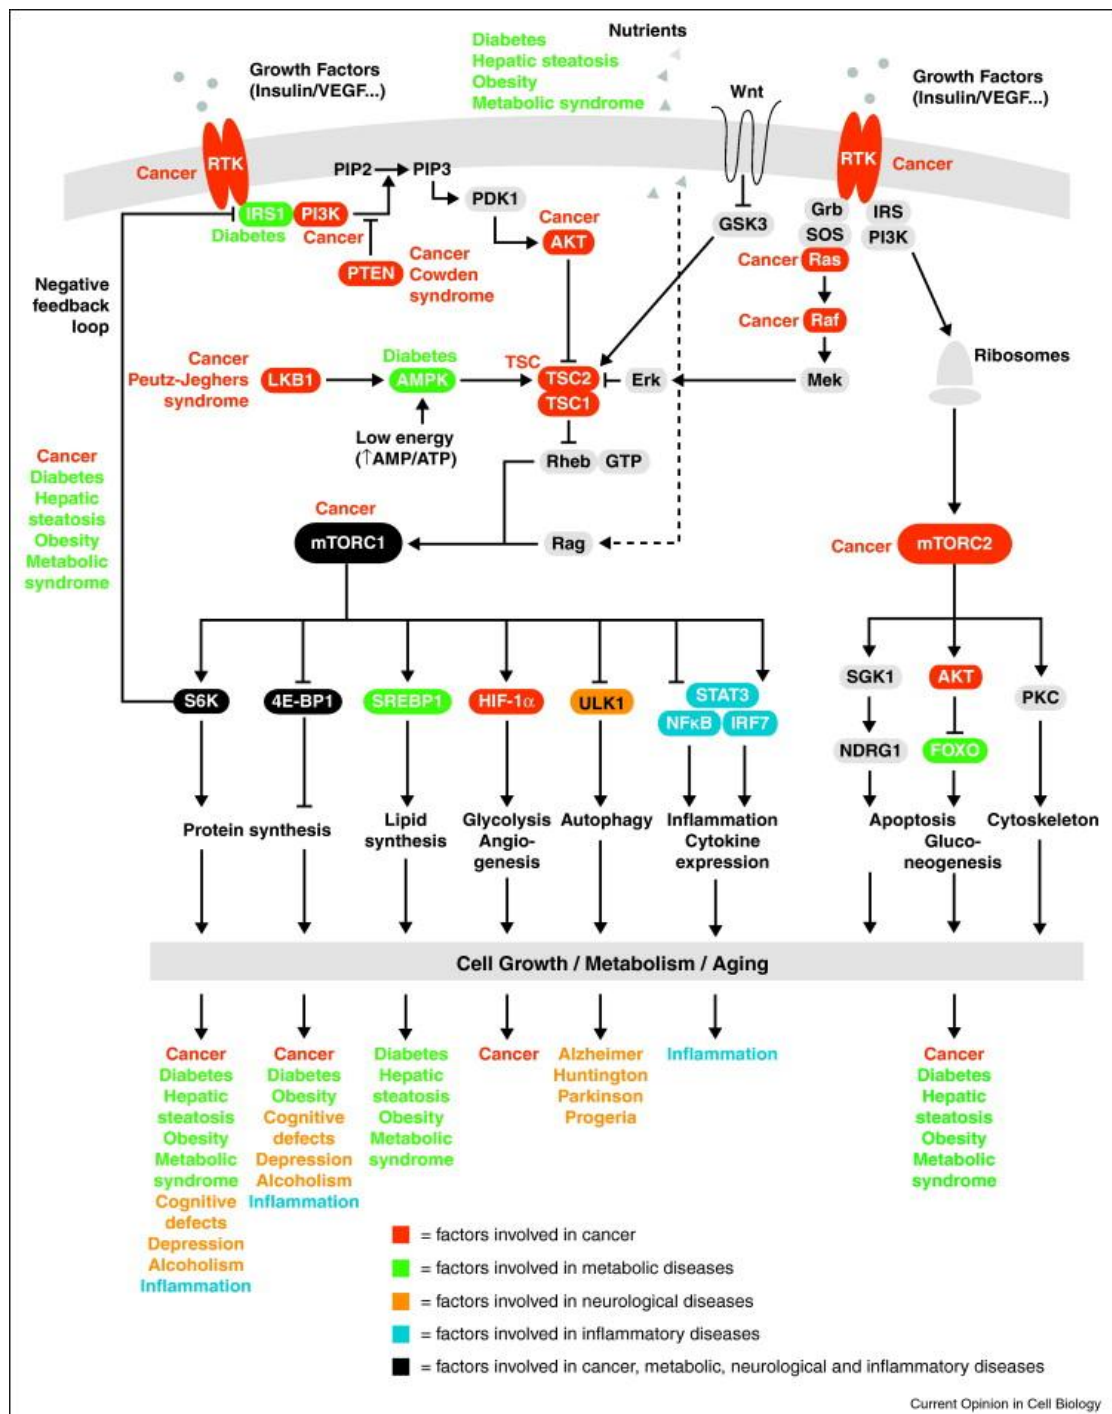 Nutrients
Diabetes
Hepatic steatosis
Obesity
Metabolic syndrome
Growth Factors
(Insulin/VEGF...)
Wnt
Growth Factors
(Insulin/VEGF...)
RTK
Cancer
PIP2
PIP3
RTK
Cancer
IRS1
PI3K
Diabetes
Cancer
PDK1
Cancer
AKT
GSK3
Grb
SOS
IRS
PI3K
Cancer
Ras
PTEN
Cancer
Cowden
syndrome
Negative
feedback
loop
Cancer
Raf
Ribosomes
Cancer
Peutz-Jeghers
syndrome
LKB1
Diabetes
AMPK
TSC
TSC2
TSC1
Erk
Mek
Low energy
(↑AMP/ATP)
Rheb
GTP
Cancer
Diabetes
Hepatic
steatosis
Obesity
Metabolic
syndrome
Cancer
mTORC1
Rag
Cancer
mTORC2
S6K
4E-BP1
SREBP1
HIF-1α
ULK1
STAT3
NFκB
IRF7
SGK1
AKT
PKC
NDRG1
FOXO
Protein synthesis
Lipid
synthesis
Glycolysis
Angio-
genesis
Autophagy
Inflammation
Cytokine
expression
Apoptosis
Gluco-
neogenesis
Cytoskeleton
Cell Growth / Metabolism / Aging
Cancer
Diabetes
Hepatic
steatosis
Obesity
Metabolic
syndrome
Cognitive
defects
Depression
Alcoholism
Inflammation
Cancer
Diabetes
Obesity
Cognitive
defects
Depression
Alcoholism
Inflammation
Diabetes
Hepatic
steatosis
Obesity
Metabolic
syndrome
Cancer
Alzheimer
Huntington
Parkinson
Progeria
Inflammation
Cancer
Diabetes
Hepatic
steatosis
Obesity
Metabolic
syndrome
= factors involved in cancer
= factors involved in metabolic diseases
= factors involved in neurological diseases
= factors involved in inflammatory diseases
= factors involved in cancer, metabolic, neurological and inflammatory diseases
Current Opinion in Cell Biology